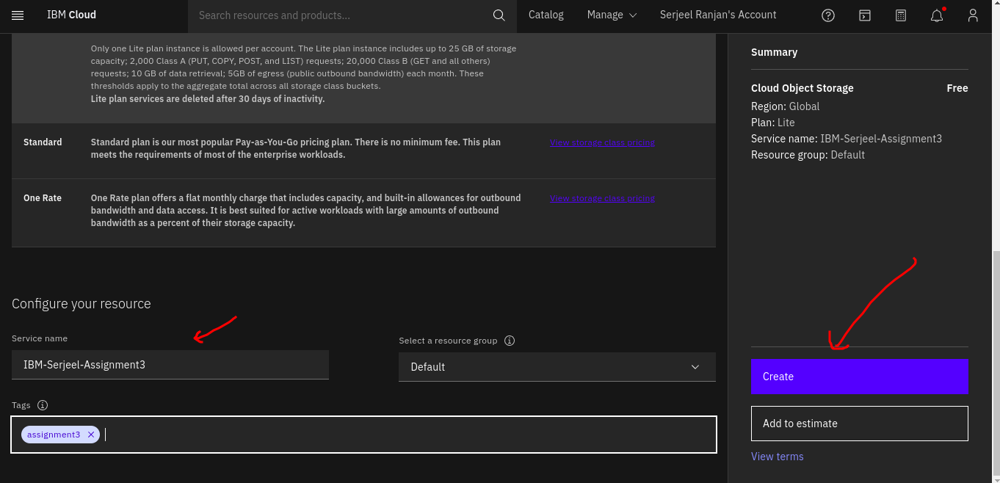 IBM Cloud
Search resources and products...
Catalog
Manage
Serjeel Ranjan's Account
Only one Lite plan instance is allowed per account. The Lite plan instance includes up to 25 GB of storage
capacity; 2,000 Class A (PUT, COPY, POST, and LIST) requests; 20,000 Class B (GET and all others)
requests; 10 GB of data retrieval; 5GB of egress (public outbound bandwidth) each month. These
thresholds apply to the aggregate total across all storage class buckets.
Lite plan services are deleted after 30 days of inactivity.
Standard
Standard plan is our most popular Pay-as-You-Go pricing plan. There is no minimum fee. This plan
meets the requirements of most of the enterprise workloads.
View storage class pricing
One Rate
One Rate plan offers a flat monthly charge that includes capacity, and built-in allowances for outbound
bandwidth and data access. It is best suited for active workloads with large amounts of outbound
bandwidth as a percent of their storage capacity.
View storage class pricing
Configure your resource
Service name
IBM-Serjeel-Assignment3
Select a resource group
Default
Tags
assignment3
Summary
Cloud Object Storage
Free
Region: Global
Plan: Lite
Service name: IBM-Serjeel-Assignment3
Resource group: Default
Create
Add to estimate
View terms